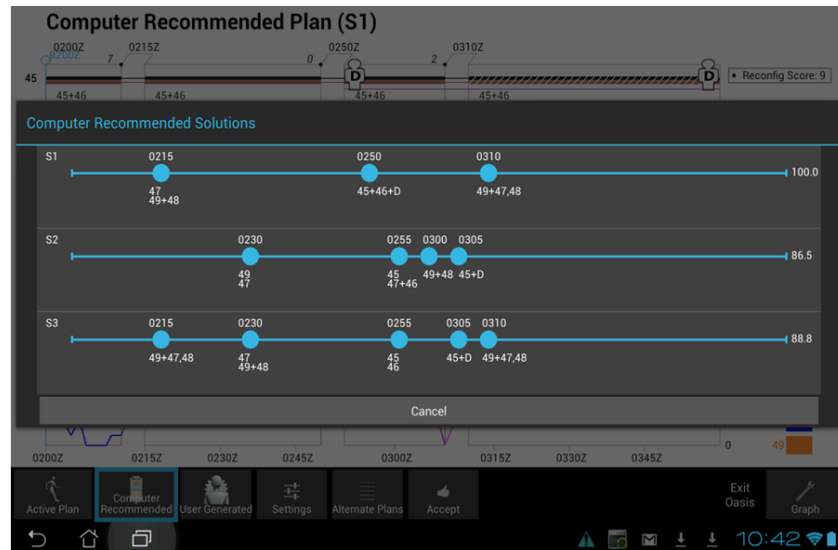 Computer Recommended Plan (S1)
0200Z 0215Z 0250Z 0310Z
0200Z 7 0 2
45 D D • Reconfig Score: 9
45+46 45+46 45+46 45+46
Computer Recommended Solutions
S1 0215 0250 0310
100.0
47 45+46+D 49+47,48
49+48
S2 0230 0255 0300 0305
86.5
49 45 49+48 45+D
47 47+46
S3 0215 0230 0255 0305 0310
88.8
49+47,48 47 45 45+D 49+47,48
49+48 46
Cancel
0 49
0200Z 0215Z 0230Z 0245Z 0300Z 0315Z 0330Z 0345Z
Active Plan Computer Recommended User Generated Settings Alternate Plans Accept Exit Oasis Graph
10:42